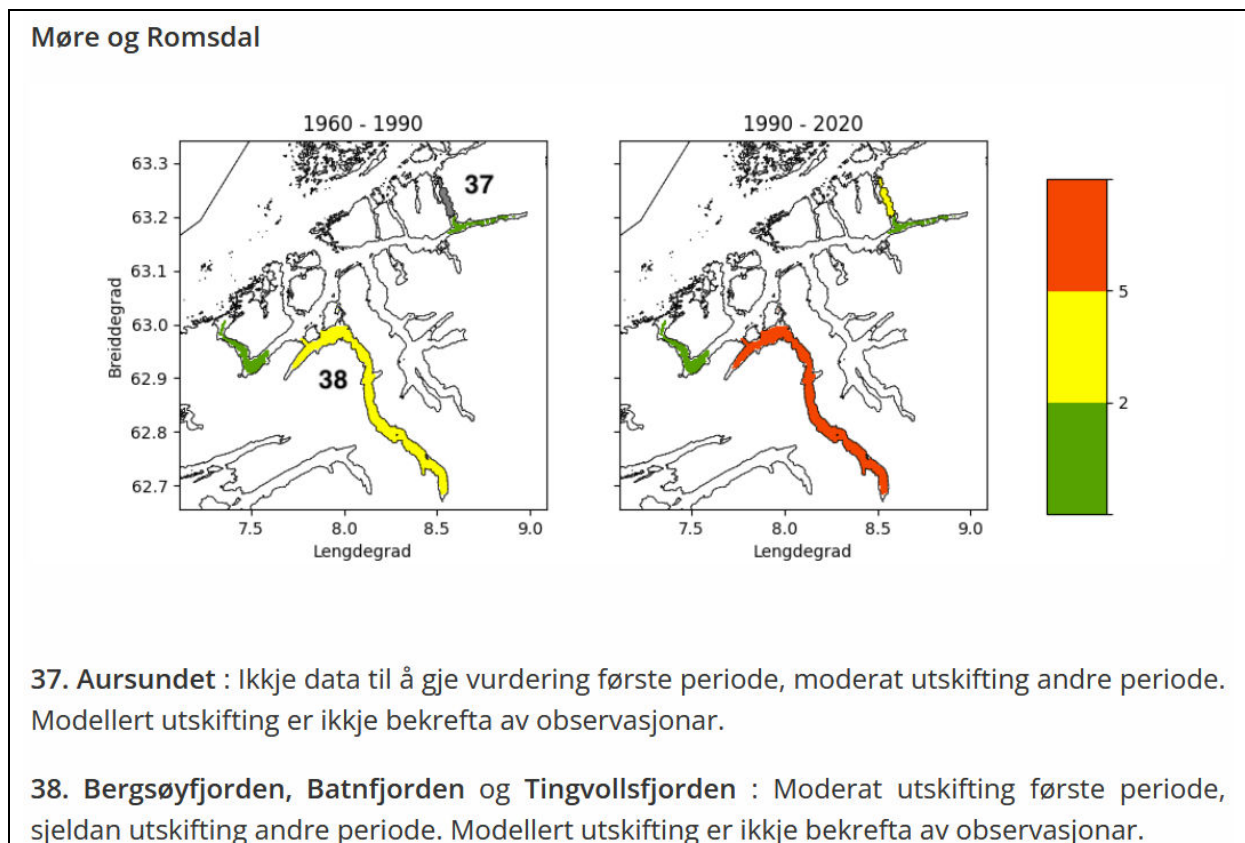 Møre og Romsdal
1960 - 1990
1990 - 2020
63.3
63.2
63.1
63.0
62.9
62.8
62.7
Breiddegrad
37
38
7.5 8.0 8.5 9.0
Lengdegrad
7.5 8.0 8.5 9.0
Lengdegrad
5
2
37. Aursundet : Ikkje data til å gje vurdering første periode, moderat utskifting andre periode.
Modellert utskifting er ikkje bekrefta av observasjonar.
38. Bergsøyfjorden, Batnfjorden og Tingvollsfjorden : Moderat utskifting første periode,
sjeldan utskifting andre periode. Modellert utskifting er ikkje bekrefta av observasjonar.